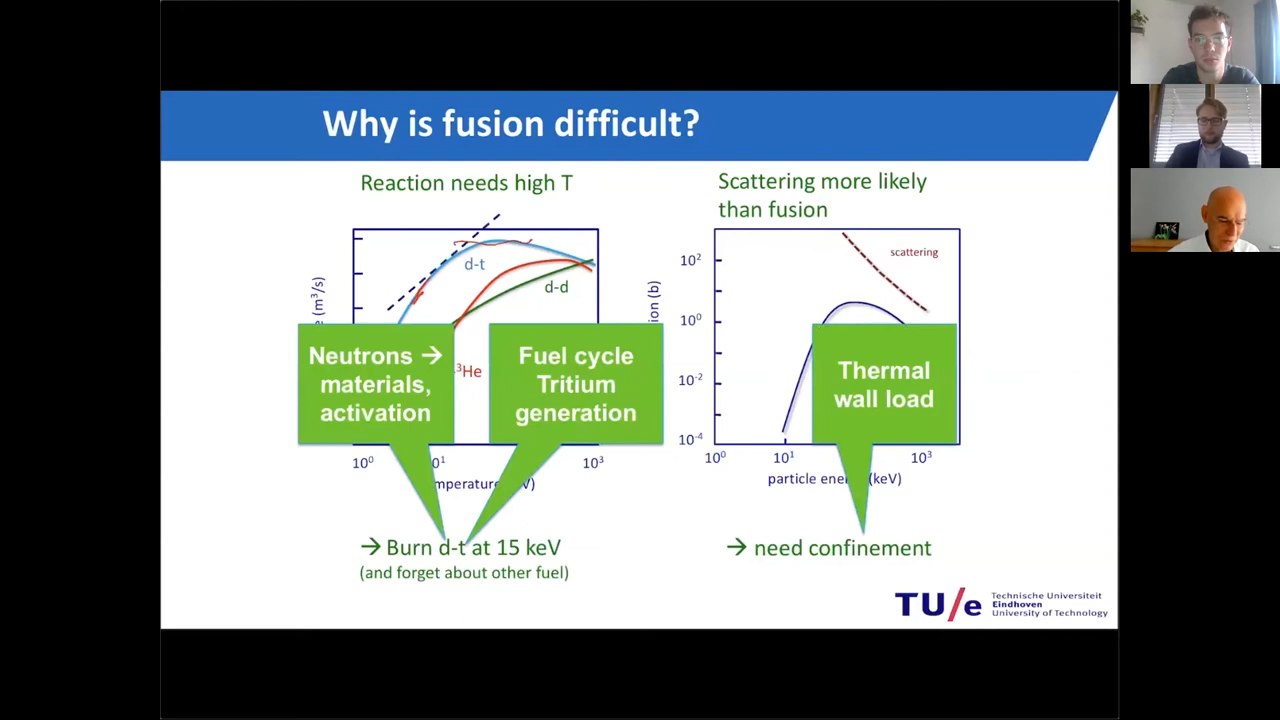 Why is fusion difficult?
Reaction needs high T
Scattering more likely
than fusion
(m³/s)
d-t
d-d
³He
Neutrons →
materials,
activation
Fuel cycle
Tritium
generation
10⁰
10¹
10³
→ Burn d-t at 15 keV
(and forget about other fuel)
(b)
10²
10⁰
10⁻²
10⁻⁴
scattering
Thermal
wall load
10⁰
10¹
10³
particle (keV)
→ need confinement
TU/e
Technische Universiteit
Eindhoven
University of Technology